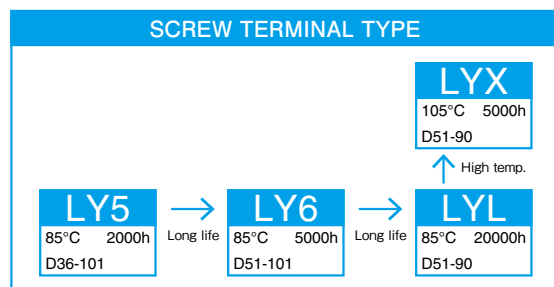 SCREW TERMINAL TYPE
LYX
105°C 5000h
D51-90
High temp.
LY5
85°C 2000h
D36-101
Long life
LY6
85°C 5000h
D51-101
Long life
LYL
85°C 20000h
D51-90